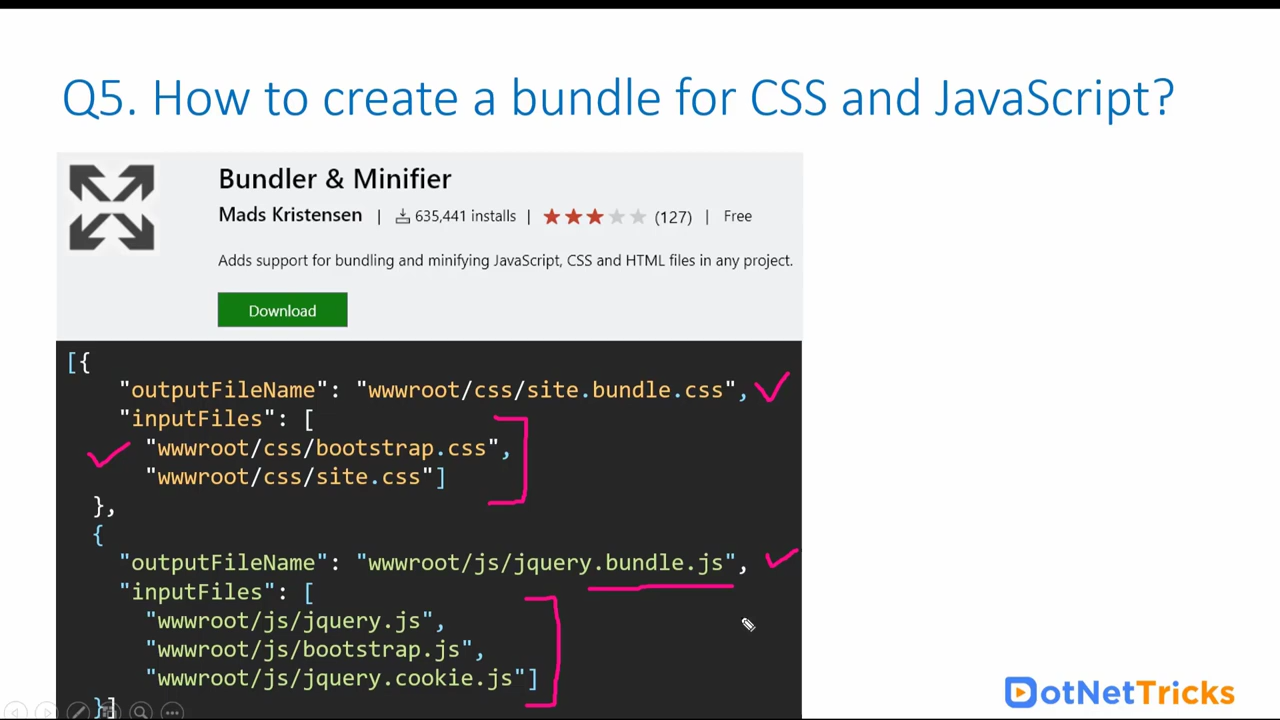 Q5. How to create a bundle for CSS and JavaScript?
Bundler & Minifier
Mads Kristensen | 635,441 installs | (127) | Free
Adds support for bundling and minifying JavaScript, CSS and HTML files in any project.
Download
[{
"outputFileName": "wwwroot/css/site.bundle.css",
"inputFiles": [
"wwwroot/css/bootstrap.css",
"wwwroot/css/site.css"]
},
{
"outputFileName": "wwwroot/js/jquery.bundle.js",
"inputFiles": [
"wwwroot/js/jquery.js",
"wwwroot/js/bootstrap.js",
"wwwroot/js/jquery.cookie.js"]
}]
DotNetTricks